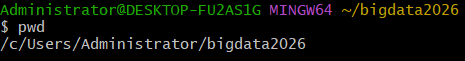 Administrator@DESKTOP-FU2AS1G MINGW64 ~/bigdata2026
$ pwd
/c/Users/Administrator/bigdata2026